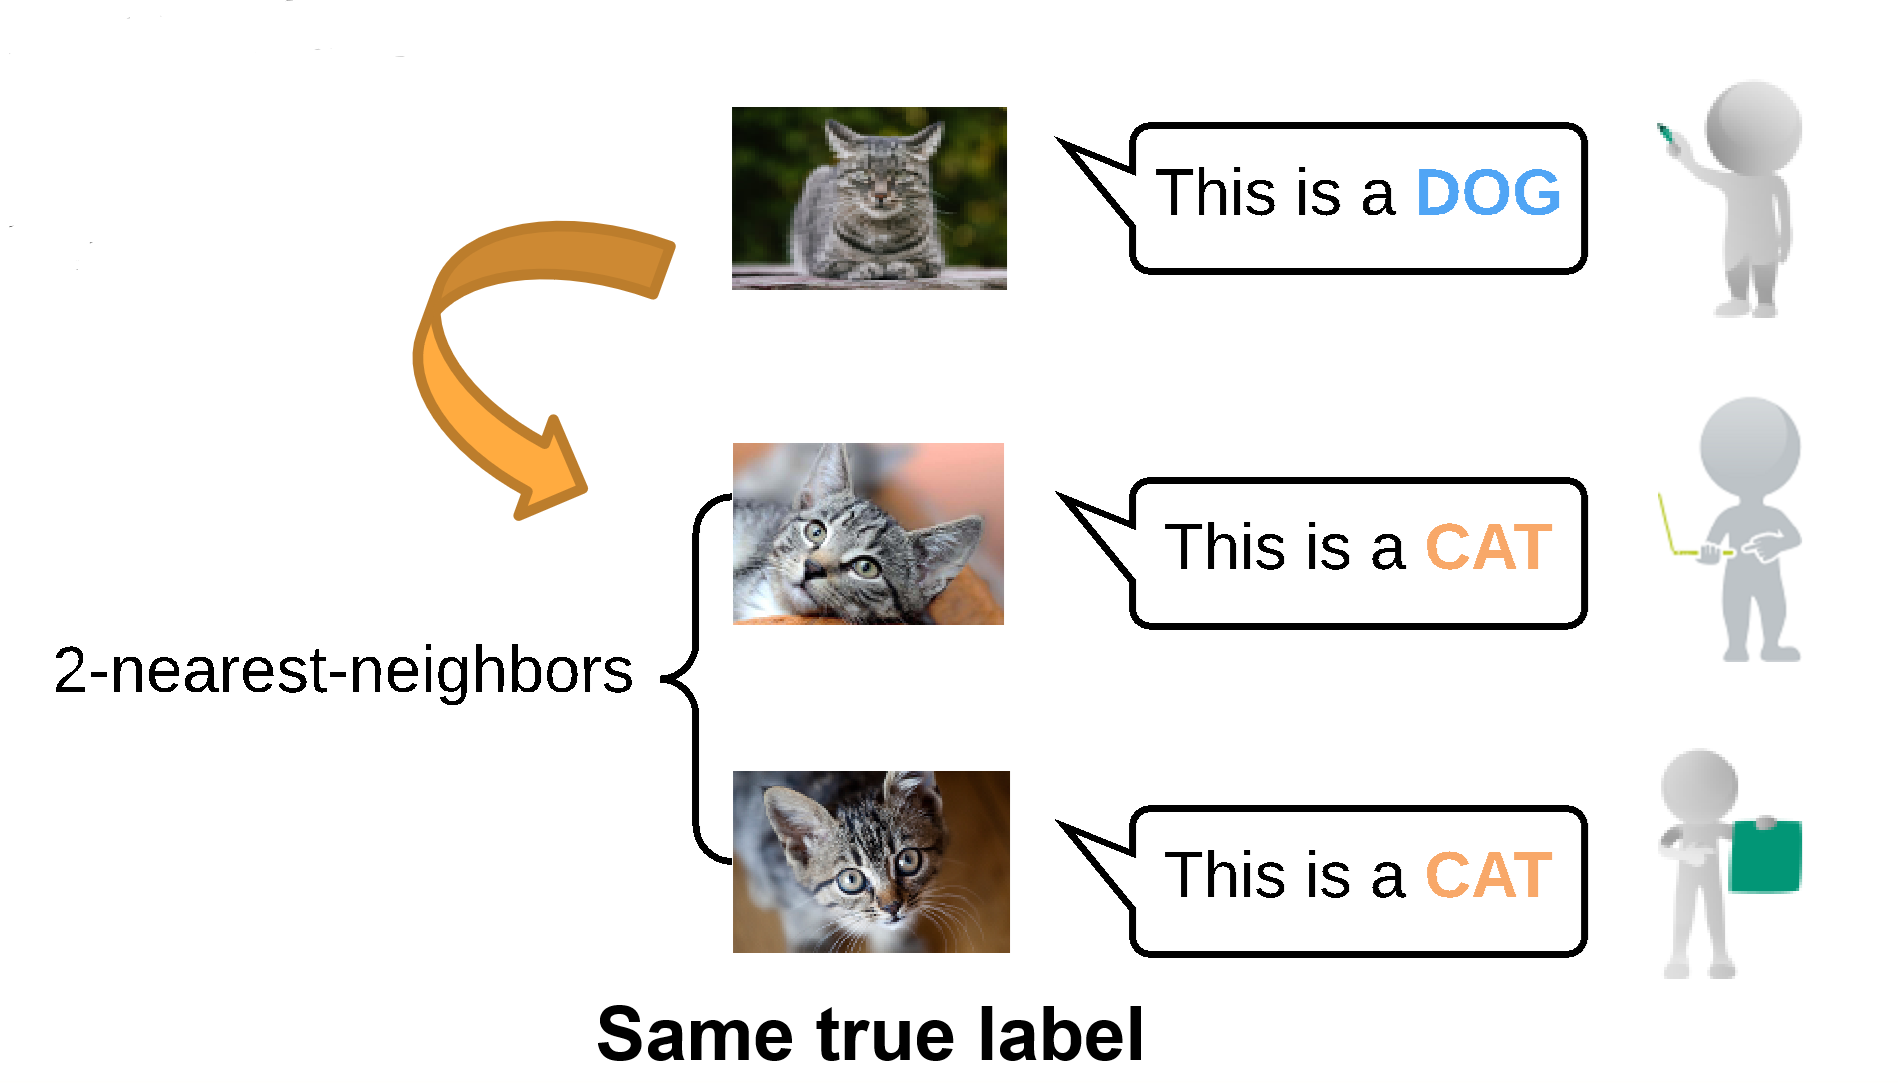 This is a DOG
This is a CAT
2-nearest-neighbors
This is a CAT
Same true label